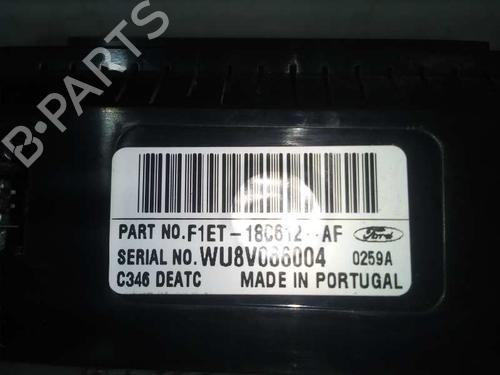 B-PARTS
PART NO. F1ET-18C612-AF Ford
SERIAL NO. WU8V086004 0259A
C346 DEATC MADE IN PORTUGAL